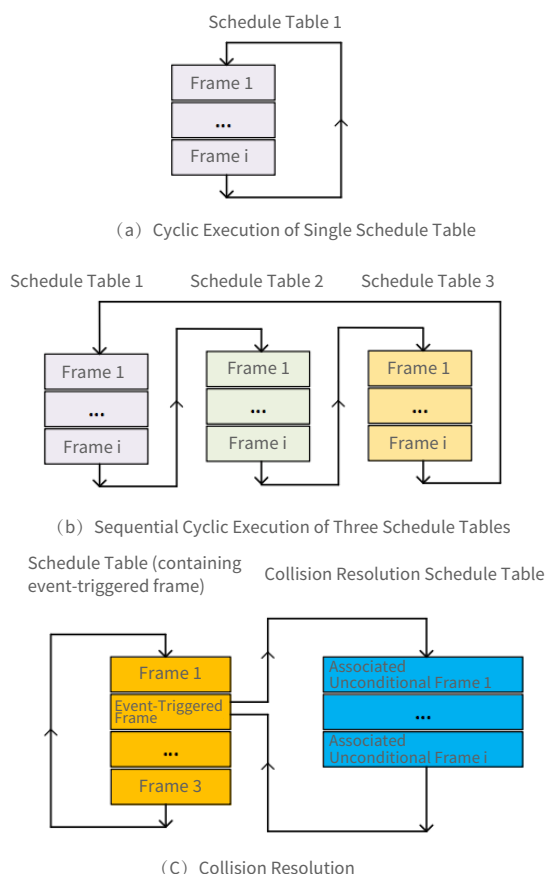 Schedule Table 1
Frame 1
...
Frame i
（a）Cyclic Execution of Single Schedule Table
Schedule Table 1 Schedule Table 2 Schedule Table 3
Frame 1 Frame 1 Frame 1
... ... ...
Frame i Frame i Frame i
（b）Sequential Cyclic Execution of Three Schedule Tables
Schedule Table (containing
event-triggered frame)
Collision Resolution Schedule Table
Frame 1
Event-Triggered
Frame
...
Frame 3
Associated
Unconditional Frame 1
...
Associated
Unconditional Frame i
（C）Collision Resolution